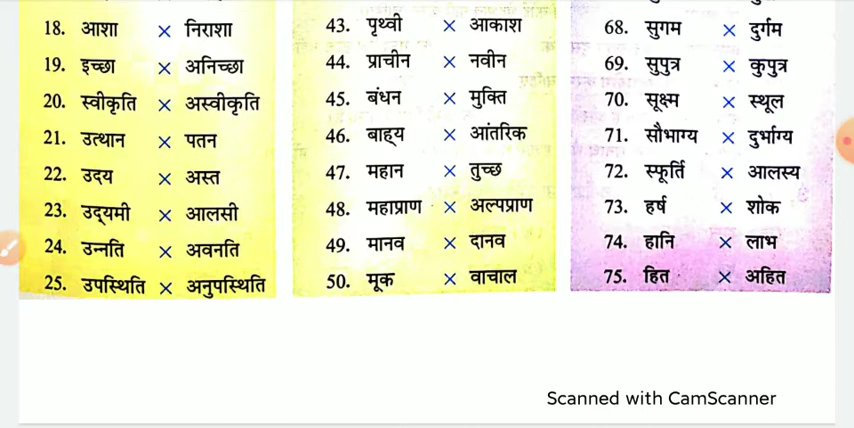 18. आशा × निराशा
19. इच्छा × अनिच्छा
20. स्वीकृति × अस्वीकृति
21. उत्थान × पतन
22. उदय × अस्त
23. उद्‌यमी × आलसी
24. उन्नति × अवनति
25. उपस्थिति × अनुपस्थिति
43. पृथ्वी × आकाश
44. प्राचीन × नवीन
45. बंधन × मुक्ति
46. बाह्‌य × आंतरिक
47. महान × तुच्छ
48. महाप्राण × अल्पप्राण
49. मानव × दानव
50. मूक × वाचाल
68. सुगम × दुर्गम
69. सुपुत्र × कुपुत्र
70. सूक्ष्म × स्थूल
71. सौभाग्य × दुर्भाग्य
72. स्फूर्ति × आलस्य
73. हर्ष × शोक
74. हानि × लाभ
75. हित × अहित
Scanned with CamScanner